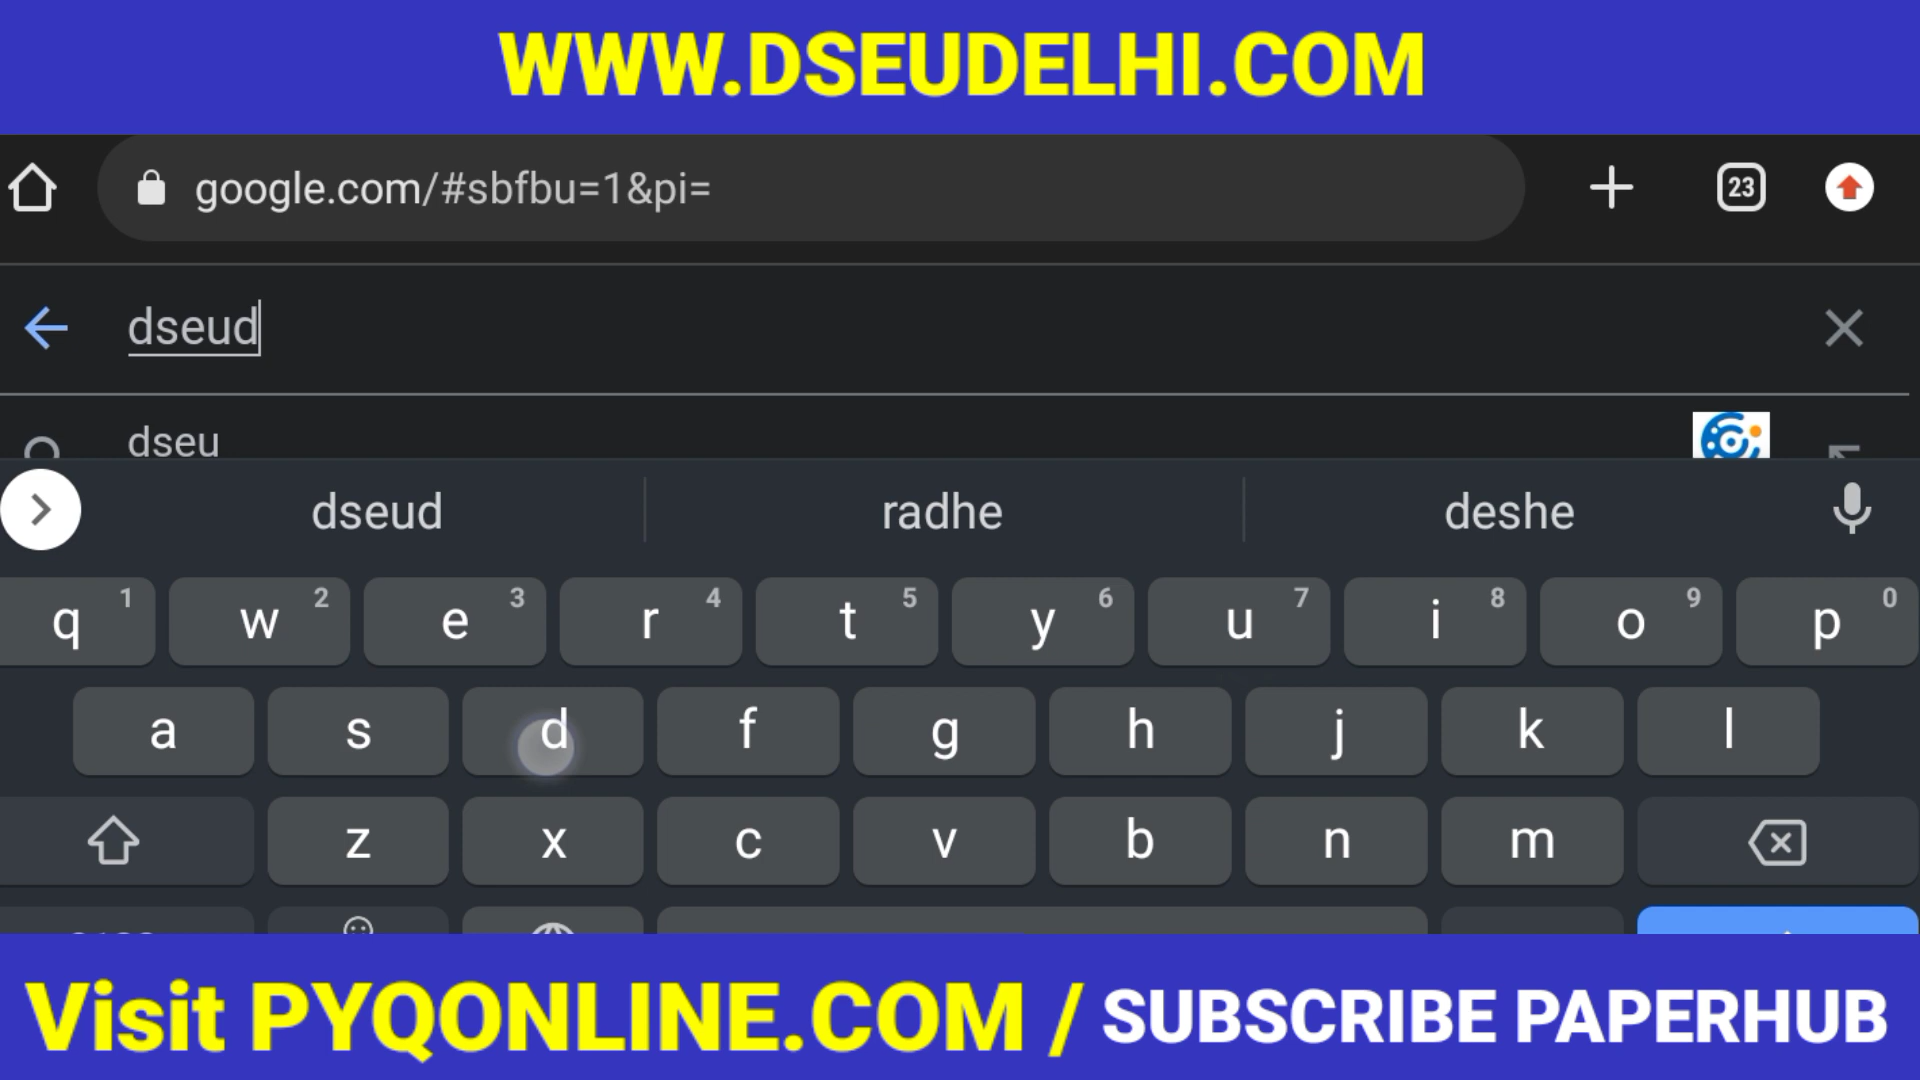 WWW.DSEUDELHI.COM
google.com/#sbfbu=1&pi=
23
dseud
dseu
dseud radhe deshe
q 1 w 2 e 3 r 4 t 5 y 6 u 7 i 8 o 9 p 0
a s d f g h j k l
z x c v b n m
Visit PYQONLINE.COM / SUBSCRIBE PAPERHUB